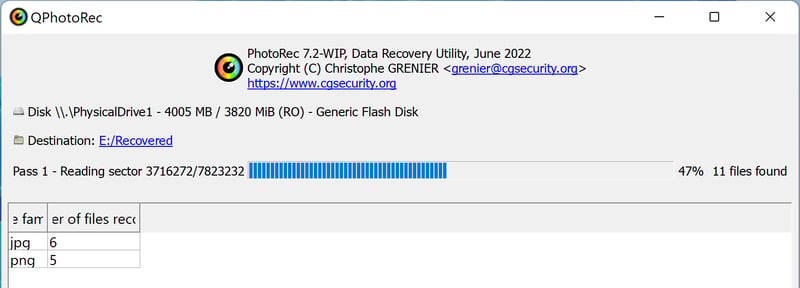 QPhotoRec
PhotoRec 7.2-WIP, Data Recovery Utility, June 2022
Copyright (C) Christophe GRENIER <grenier@cgsecurity.org>
https://www.cgsecurity.org
Disk \\.\PhysicalDrive1 - 4005 MB / 3820 MiB (RO) - Generic Flash Disk
Destination: E:/Recovered
Pass 1 - Reading sector 3716272/7823232 47% 11 files found
e fam er of files reco
jpg 6
png 5